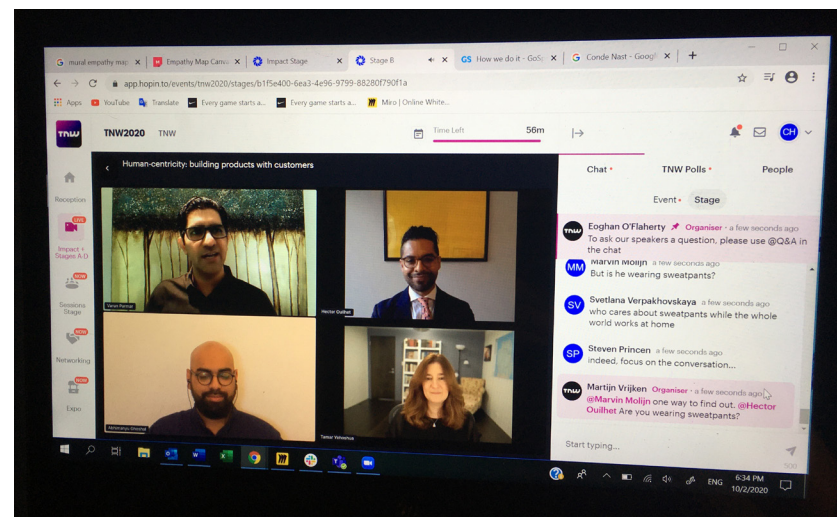 mural empathy map
Empathy Map Canv
Impact Stage
Stage B
GS How we do it - GoSp
Conde Nast - Googl
app.hopin.to/events/tnw2020/stages/b1f5e400-6ea3-4e96-9799-88280f790f1a
Apps
YouTube
Translate
Every game starts a...
Every game starts a...
Miro | Online White...
TNW
TNW2020
TNW
Time Left
56m
CH
Reception
LIVE
Impact +
Stages A-D
NOW
Sessions
Stage
NOW
Networking
NOW
Expo
Human-centricity: building products with customers
Varun Parmar
Hector Ouilhet
Tamar Yehoshua
Chat
TNW Polls
People
Event
Stage
TNW
Eoghan O'Flaherty Organiser - a few seconds ago
To ask our speakers a question, please use @Q&A in
the chat
MM
Marvin Molijn a few seconds ago
But is he wearing sweatpants?
SV
Svetlana Verpakhovskaya a few seconds ago
who cares about sweatpants while the whole
world works at home
SP
Steven Princen a few seconds ago
indeed, focus on the conversation...
TNW
Martijn Vrijken Organiser - a few seconds ago
@Marvin Molijn one way to find out. @Hector
Ouilhet Are you wearing sweatpants?
Start typing...
ENG
6:34 PM
10/2/2020